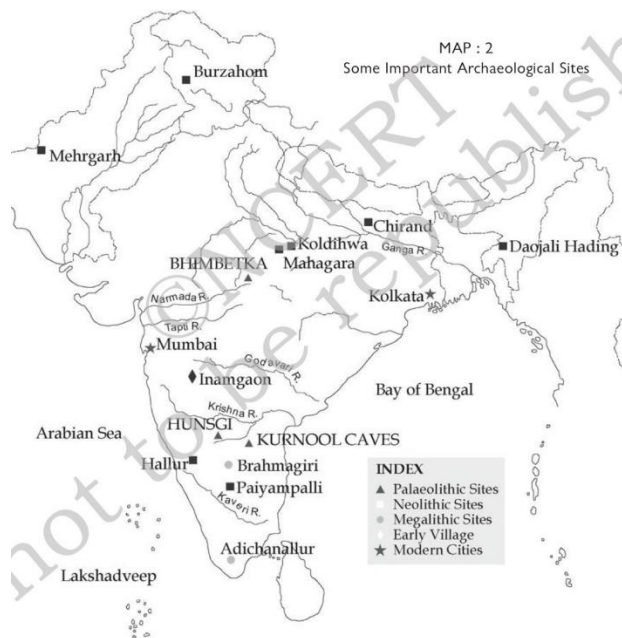 MAP : 2
Some Important Archaeological Sites
Burzahom
Mehrgarh
Chirand
Koldihwa
Ganga R.
Daojali Hading
Mahagara
BHIMBETKA
Narmada R.
Kolkata
Tapti R.
Mumbai
Godavari R.
Inamgaon
Bay of Bengal
Krishna R.
HUNSGI
Arabian Sea
KURNOOL CAVES
Hallur
Brahmagiri
Paiyampalli
Kaveri R.
Adichanallur
Lakshadweep
INDEX
Palaeolithic Sites
Neolithic Sites
Megalithic Sites
Early Village
Modern Cities
©NCERT
not to be republish